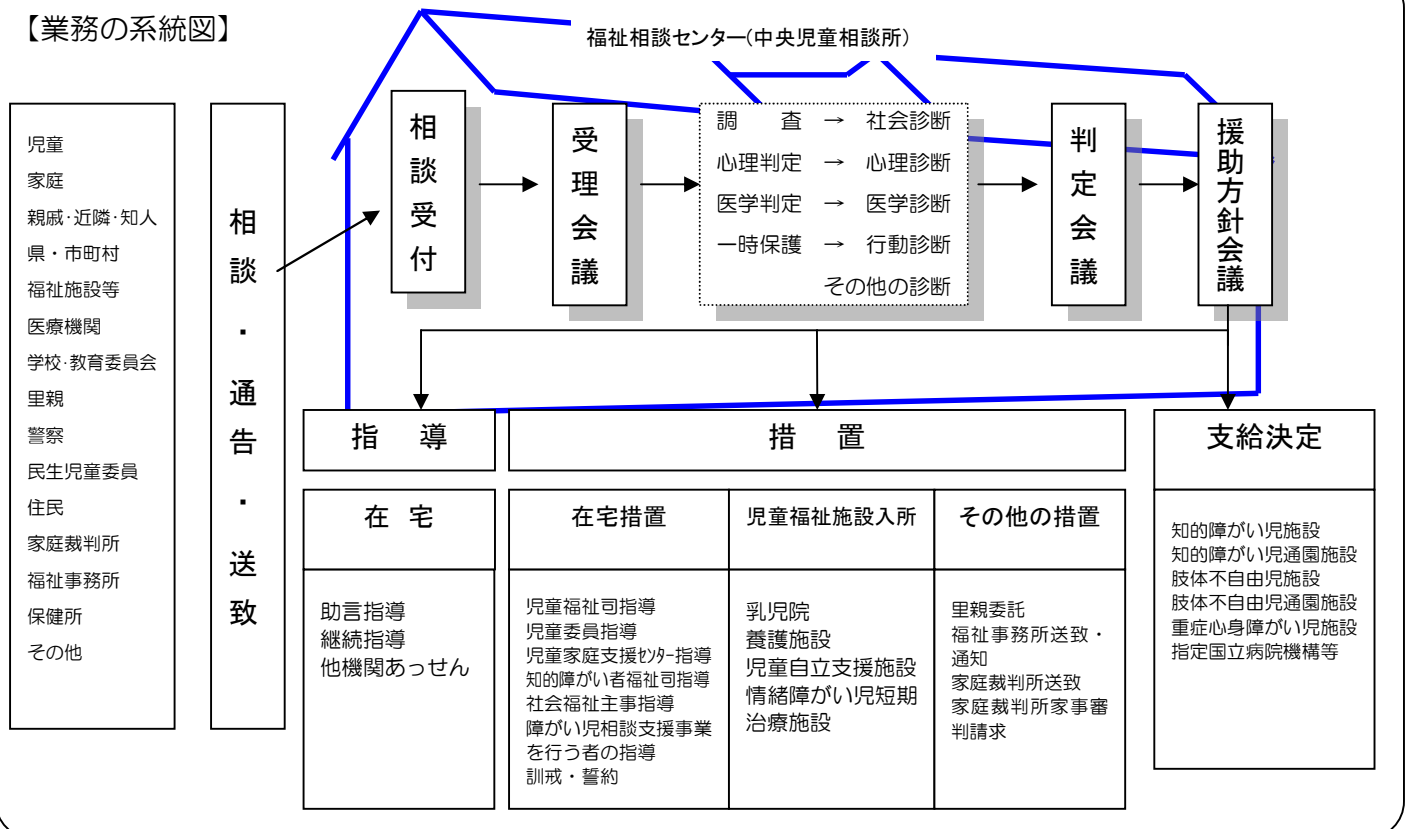 【業務の系統図】
福祉相談センター(中央児童相談所)
児童
家庭
親戚・近隣・知人
県・市町村
福祉施設等
医療機関
学校・教育委員会
里親
警察
民生児童委員
住民
家庭裁判所
福祉事務所
保健所
その他
相談・通告・送致
相談受付
受理会議
調　査 → 社会診断
心理判定 → 心理診断
医学判定 → 医学診断
一時保護 → 行動診断
その他の診断
判定会議
援助方針会議
指　導
在　宅
助言指導
継続指導
他機関あっせん
措　置
在宅措置
児童福祉司指導
児童委員指導
児童家庭支援ｾﾝﾀｰ指導
知的障がい者福祉司指導
社会福祉主事指導
障がい児相談支援事業
を行う者の指導
訓戒・誓約
児童福祉施設入所
乳児院
養護施設
児童自立支援施設
情緒障がい児短期
治療施設
その他の措置
里親委託
福祉事務所送致・
通知
家庭裁判所送致
家庭裁判所家事審
判請求
支給決定
知的障がい児施設
知的障がい児通園施設
肢体不自由児施設
肢体不自由児通園施設
重症心身障がい児施設
指定国立病院機構等